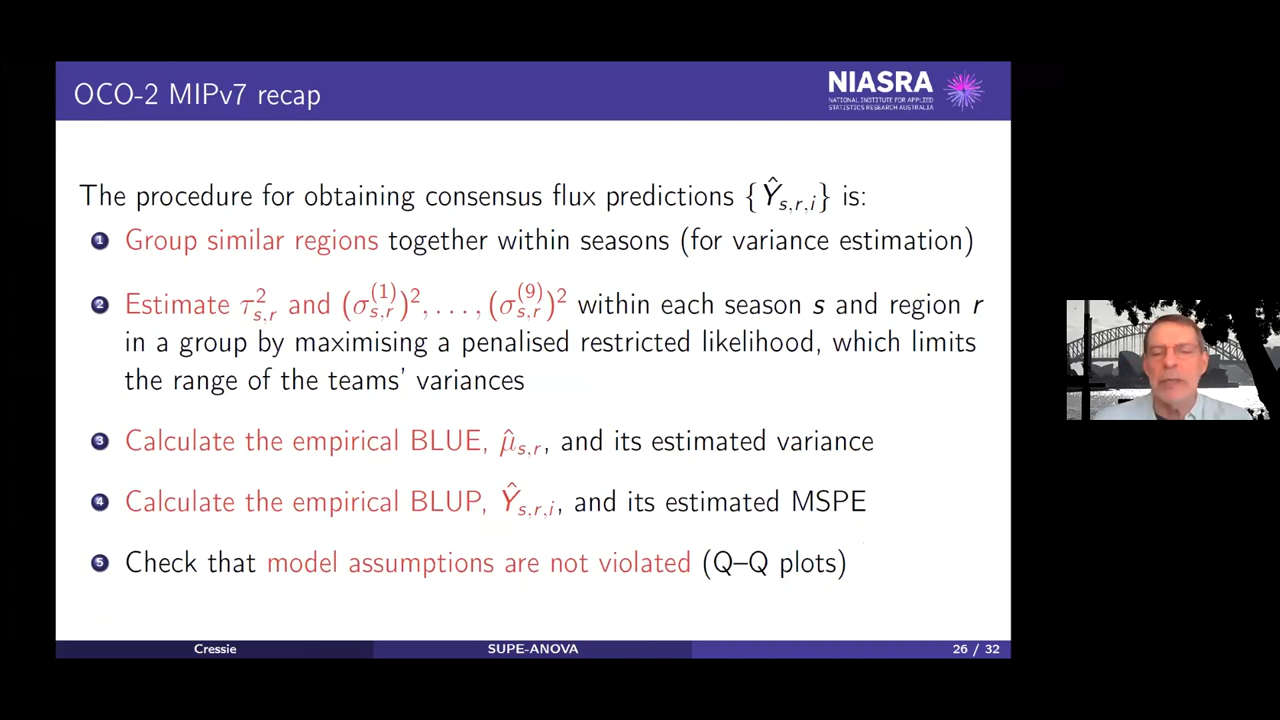 OCO-2 MIPv7 recap
NIASRA
NATIONAL INSTITUTE FOR APPLIED
STATISTICS RESEARCH AUSTRALIA
The procedure for obtaining consensus flux predictions {Ŷ_{s,r,i}} is:
1 Group similar regions together within seasons (for variance estimation)
2 Estimate τ²_{s,r} and (σ^{(1)}_{s,r})², . . . , (σ^{(9)}_{s,r})² within each season s and region r
in a group by maximising a penalised restricted likelihood, which limits
the range of the teams' variances
3 Calculate the empirical BLUE, μ̂_{s,r}, and its estimated variance
4 Calculate the empirical BLUP, Ŷ_{s,r,i}, and its estimated MSPE
5 Check that model assumptions are not violated (Q–Q plots)
Cressie SUPE-ANOVA 26 / 32